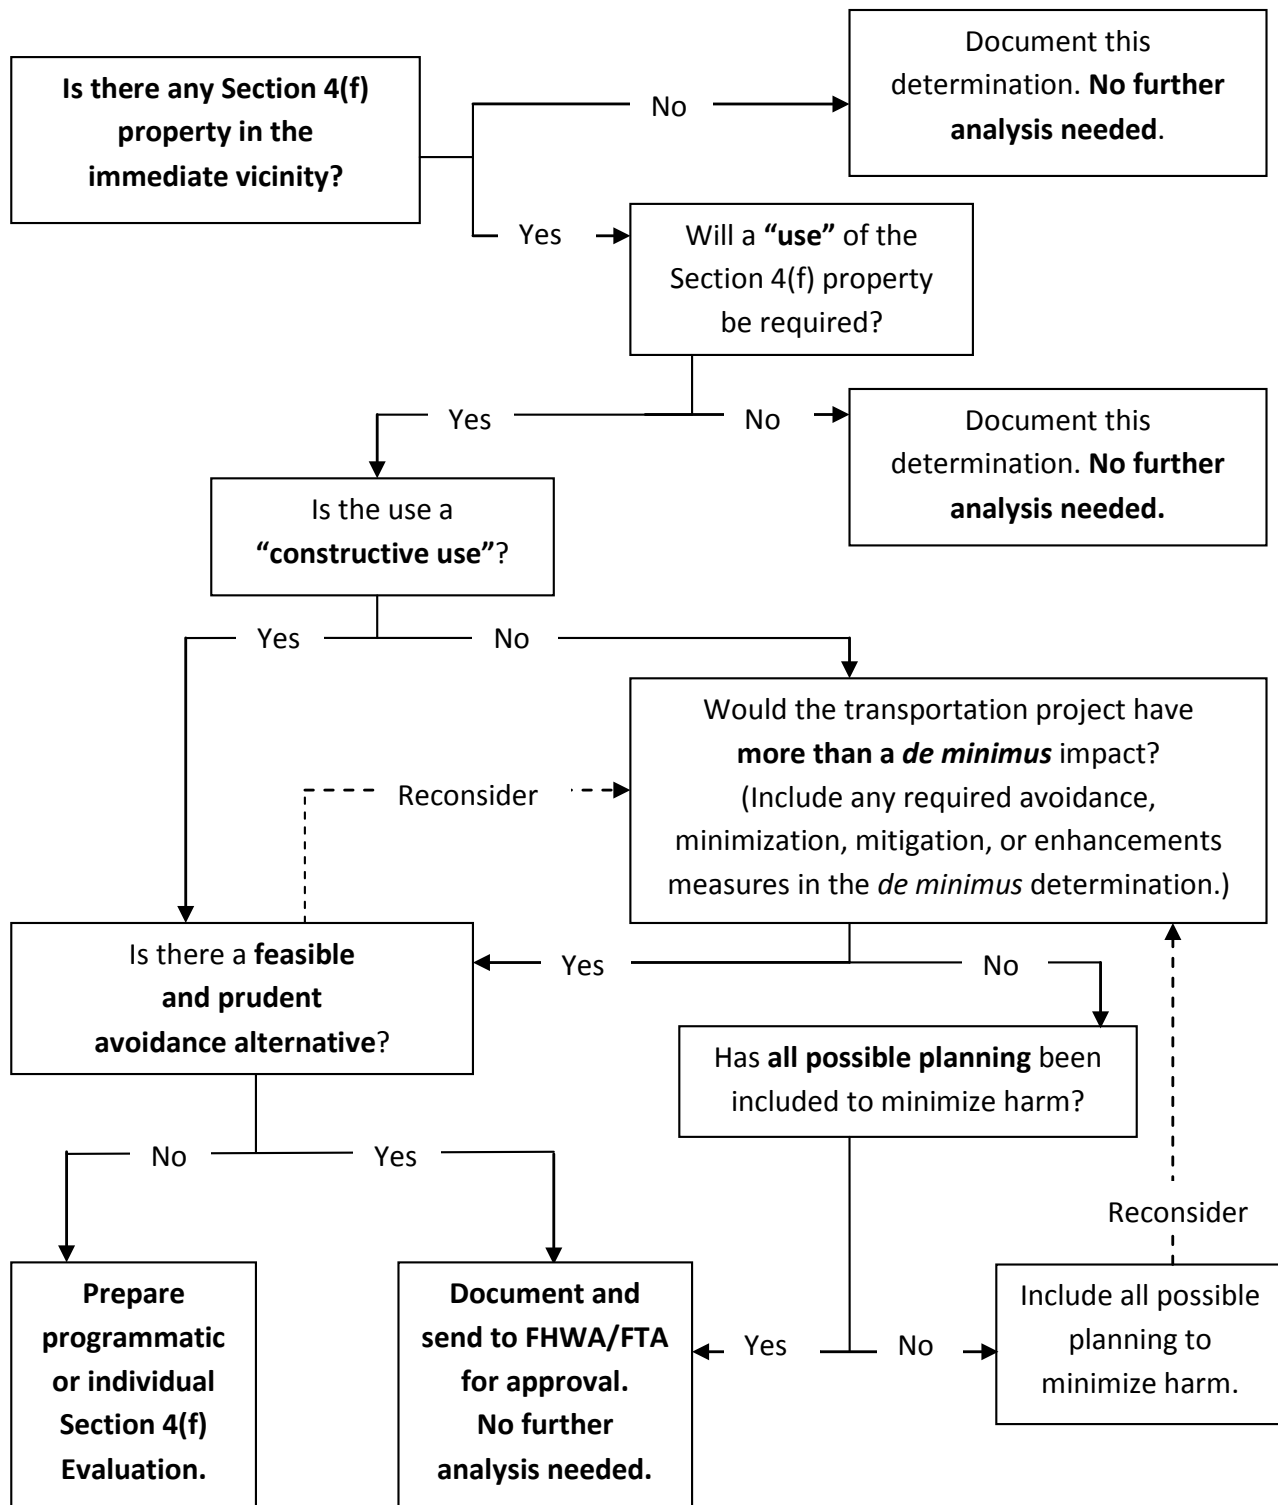 Is there any Section 4(f)
property in the
immediate vicinity?
No
Document this
determination. No further
analysis needed.
Yes
Will a “use” of the
Section 4(f) property
be required?
Yes
No
Document this
determination. No further
analysis needed.
Is the use a
“constructive use”?
Yes
No
Would the transportation project have
more than a de minimus impact?
(Include any required avoidance,
minimization, mitigation, or enhancements
measures in the de minimus determination.)
Reconsider
Is there a feasible
and prudent
avoidance alternative?
Yes
No
Has all possible planning been
included to minimize harm?
No
Yes
Reconsider
Prepare
programmatic
or individual
Section 4(f)
Evaluation.
Document and
send to FHWA/FTA
for approval.
No further
analysis needed.
Yes
No
Include all possible
planning to
minimize harm.